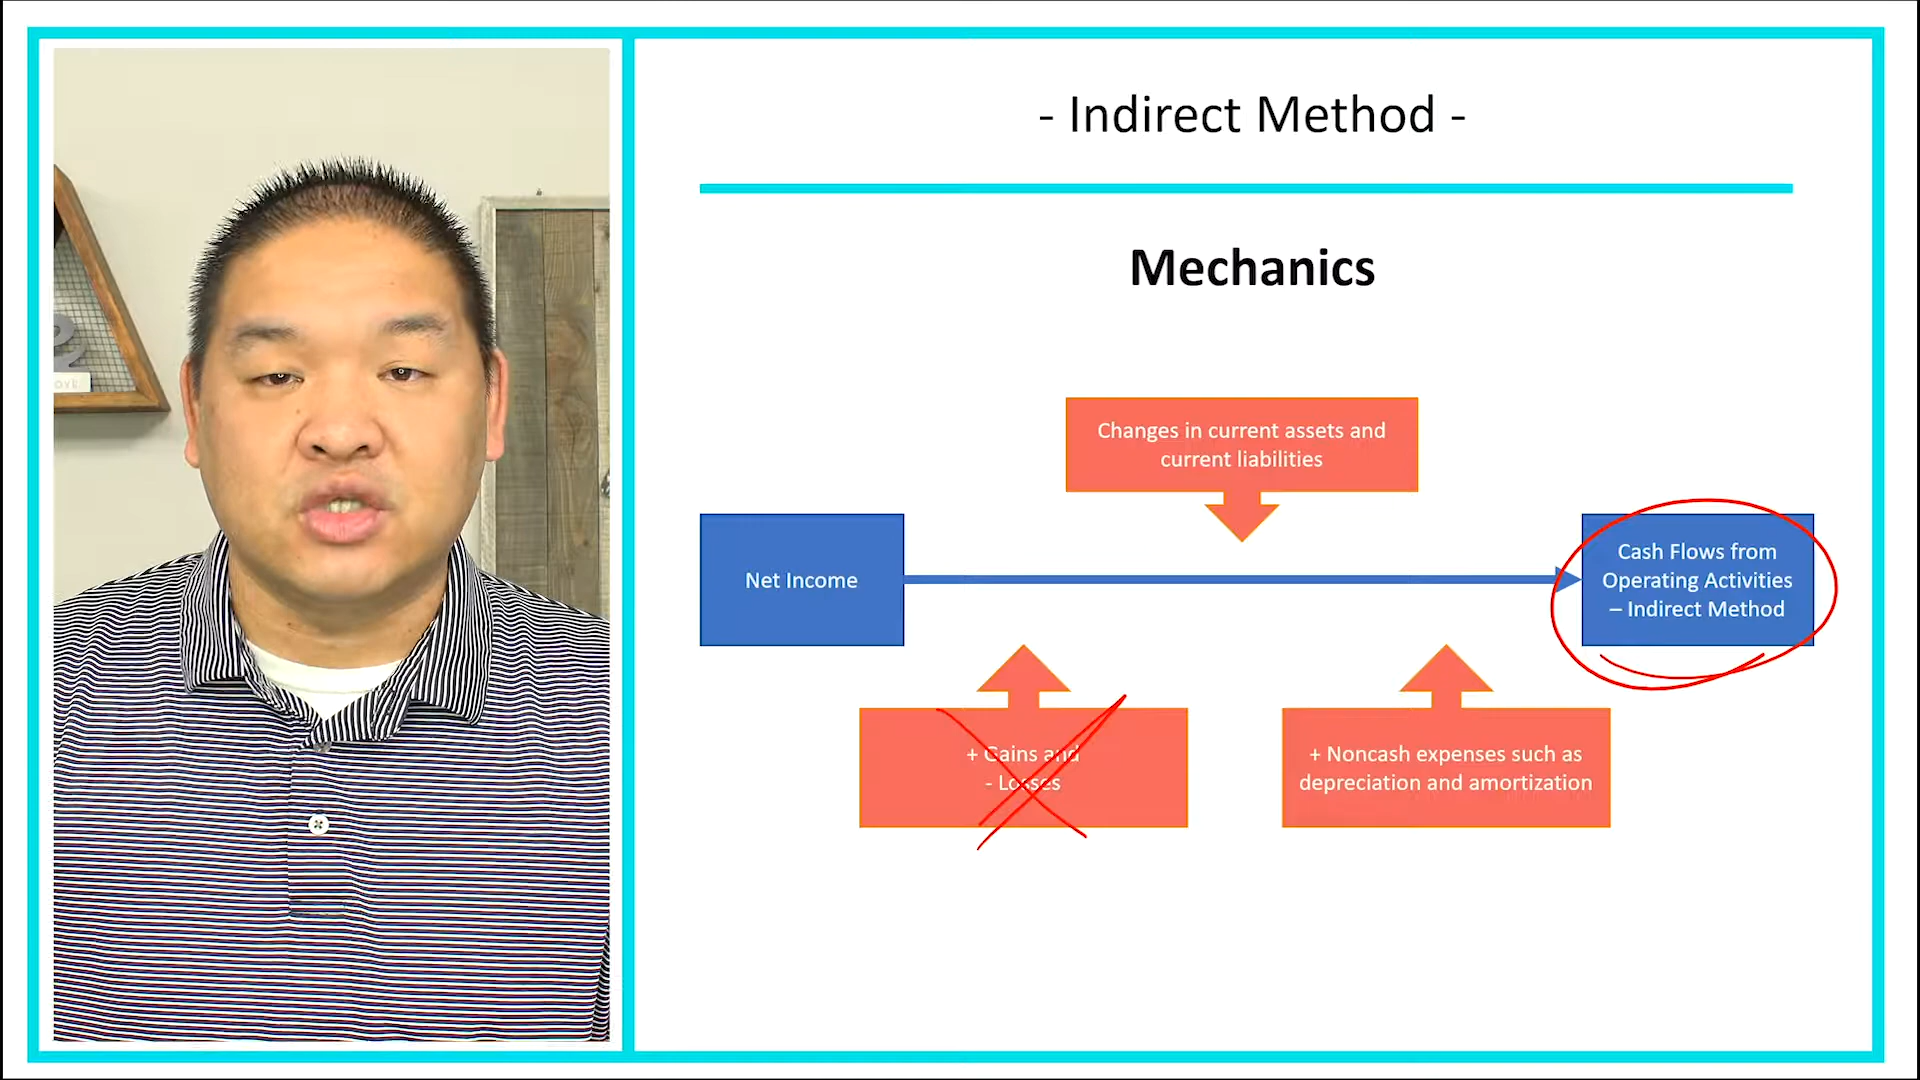 - Indirect Method -
Mechanics
Changes in current assets and
current liabilities
Net Income
Cash Flows from
Operating Activities
– Indirect Method
+ Gains and
- Losses
+ Noncash expenses such as
depreciation and amortization